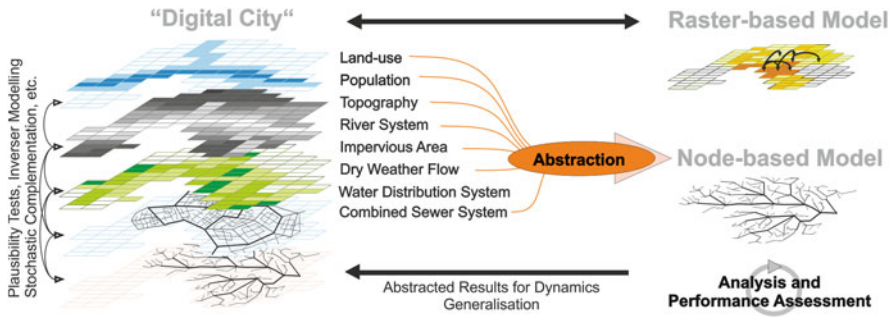 “Digital City“
Raster-based Model
Plausibility Tests, Inverser Modelling
Stochastic Complementation, etc.
Land-use
Population
Topography
River System
Impervious Area
Dry Weather Flow
Water Distribution System
Combined Sewer System
Abstraction
Node-based Model
Abstracted Results for Dynamics
Generalisation
Analysis and
Performance Assessment